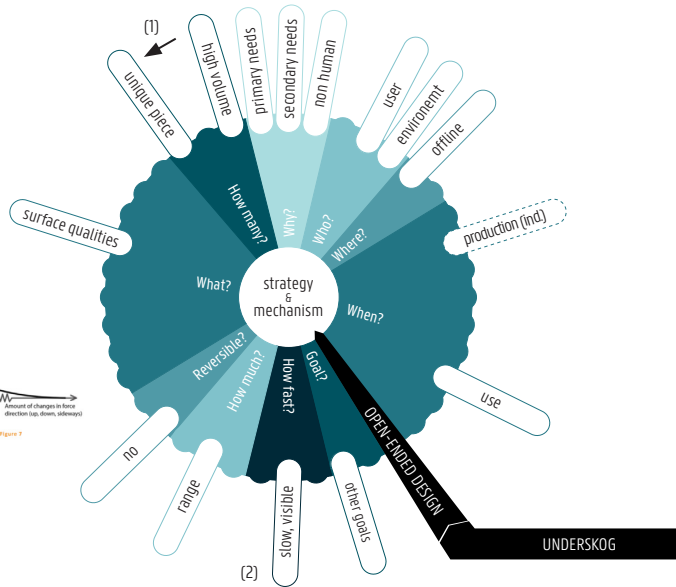 (1)
unique piece
high volume
primary needs
secondary needs
non human
user
environemt
offline
production (ind.)
use
other goals
slow, visible
(2)
range
no
surface qualities
How many?
Why?
Who?
Where?
When?
Goal?
How fast?
How much?
Reversible?
What?
strategy
&
mechanism
OPEN-ENDED DESIGN
UNDERSKOG
Amount of changes in force
direction (up, down, sideways)
Figure 7